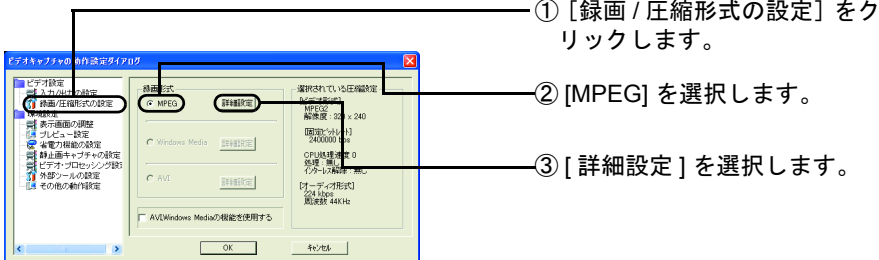 ①［録画 / 圧縮形式の設定］をク
リックします。
② [MPEG] を選択します。
③ [ 詳細設定 ] を選択します。
ビデオキャプチャの動作設定ダイアログ
ビデオ設定
入力/出力の設定
録画/圧縮形式の設定
環境設定
表示画面の調整
プレビュー設定
省電力機能の設定
静止画キャプチャの設定
ビデオ・プロセッシング設定
外部ツールの設定
その他の動作設定
録画形式
MPEG
詳細設定
Windows Media
詳細設定
AVI
詳細設定
AVI,Windows Mediaの機能を使用する
選択されている圧縮設定
[ビデオ形式]
MPEG2
解像度 : 320 x 240
[固定ビットレート]
2400000 bps
CPU処理速度 0
処理 : 無し
インターレス解除 : 無し
[オーディオ形式]
224 kbps
周波数 44KHz
OK
キャンセル